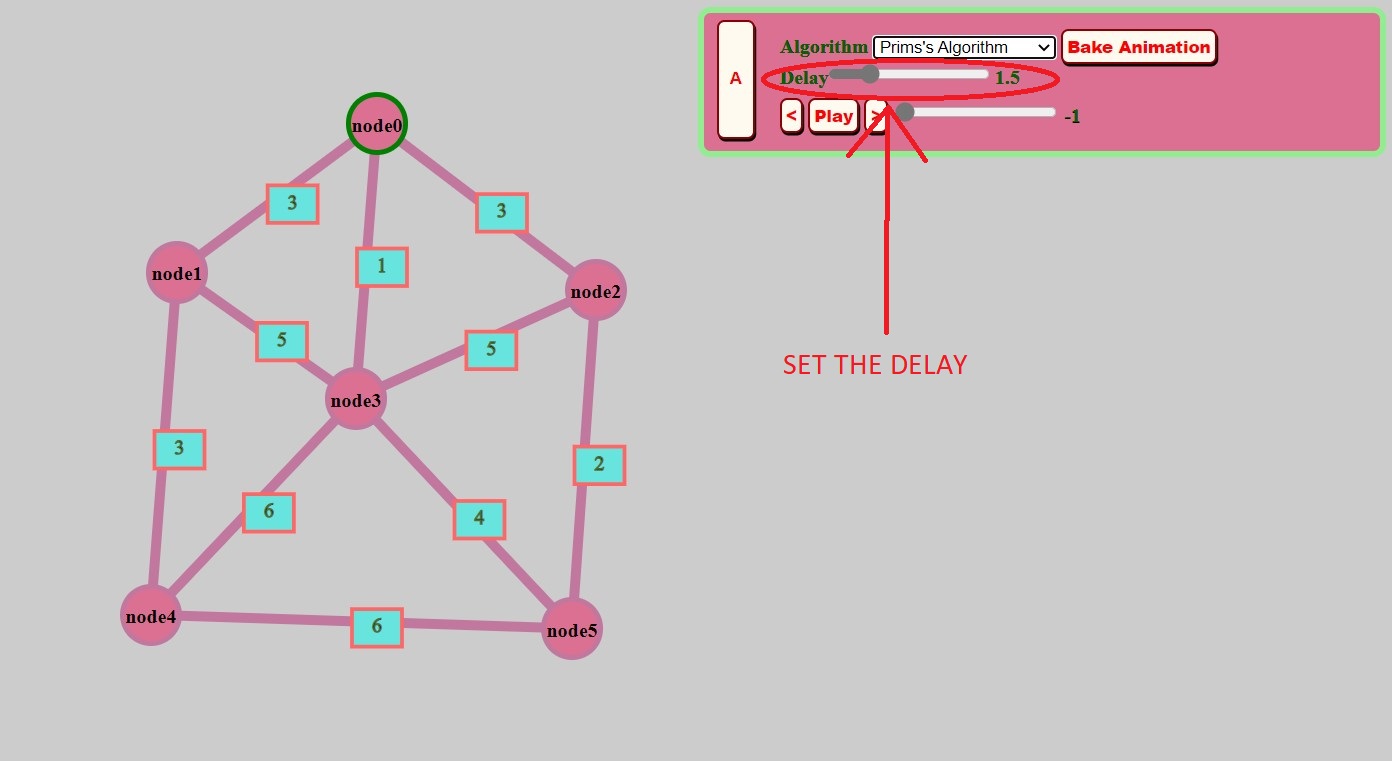 Algorithm Prims's Algorithm Bake Animation
A
Delay 1.5
< Play > -1
node0
3
3
1
node1
node2
5
5
node3
3
2
6
4
node4
6
node5
SET THE DELAY